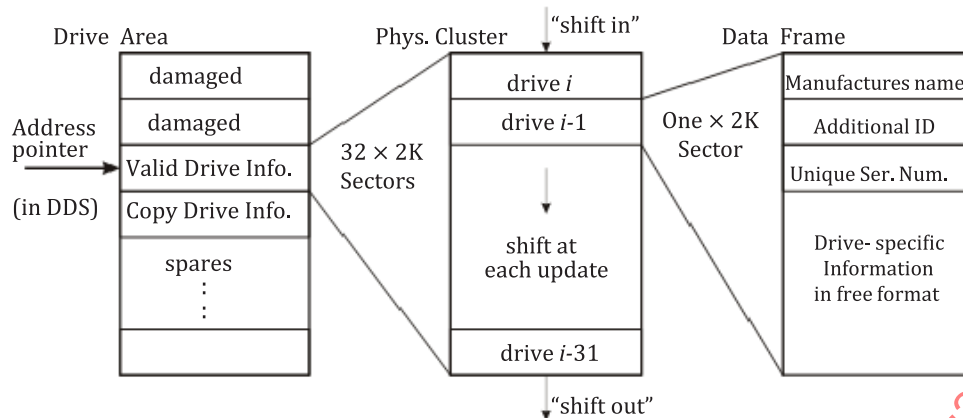 "shift in"
Drive Area
Phys. Cluster
Data Frame
damaged
damaged
Address
pointer
(in DDS)
Valid Drive Info.
Copy Drive Info.
spares
32 × 2K
Sectors
drive i
drive i-1
shift at
each update
drive i-31
"shift out"
One × 2K
Sector
Manufactures name
Additional ID
Unique Ser. Num.
Drive- specific
Information
in free format